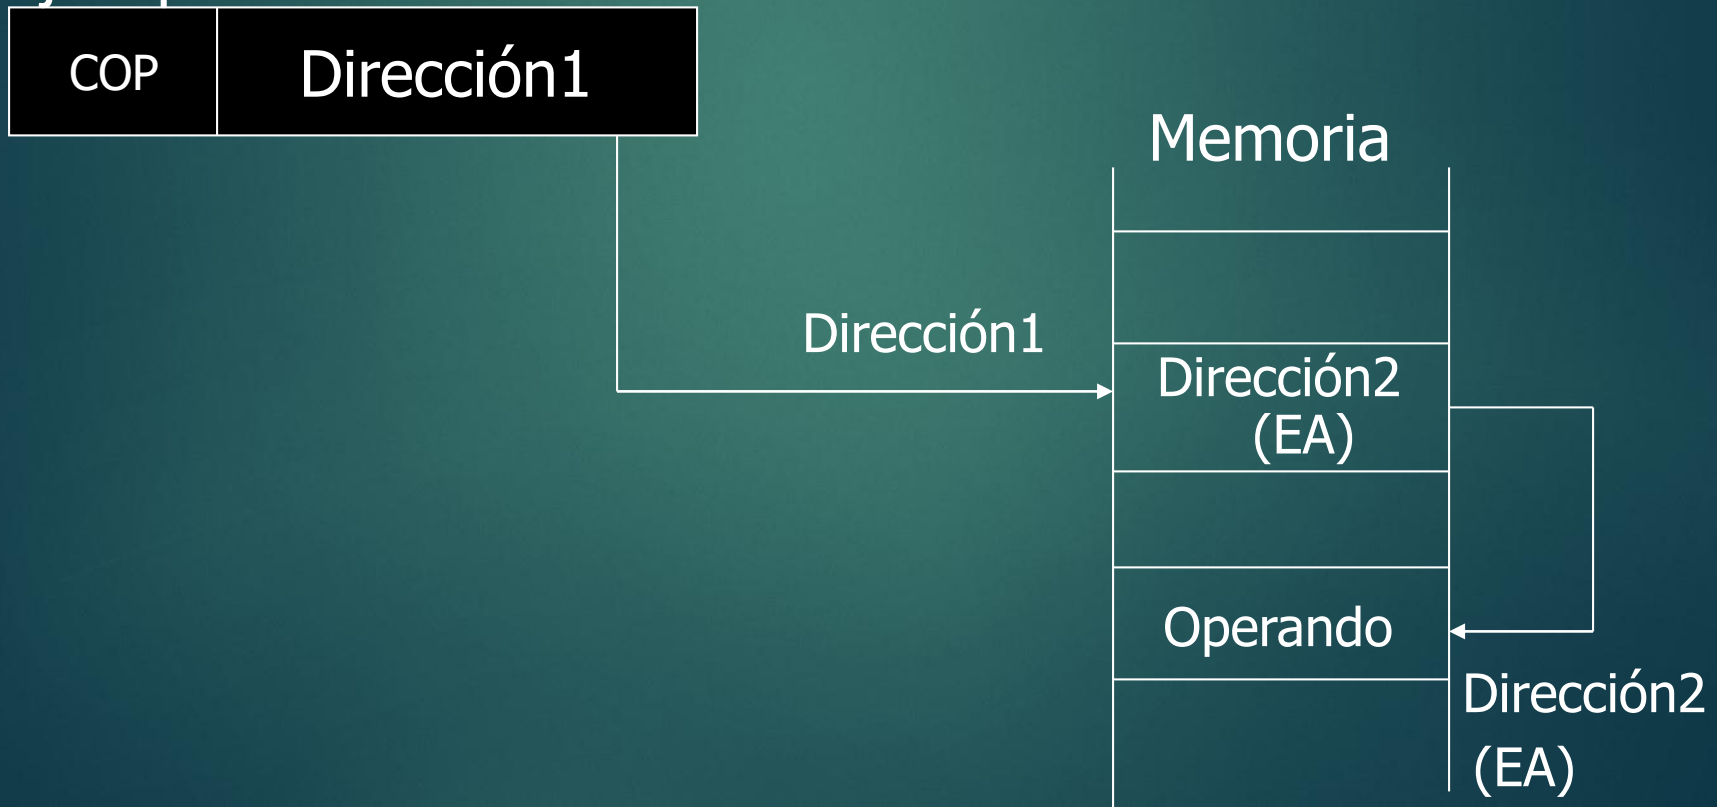 COP
Dirección1
Memoria
Dirección1
Dirección2
(EA)
Operando
Dirección2
(EA)